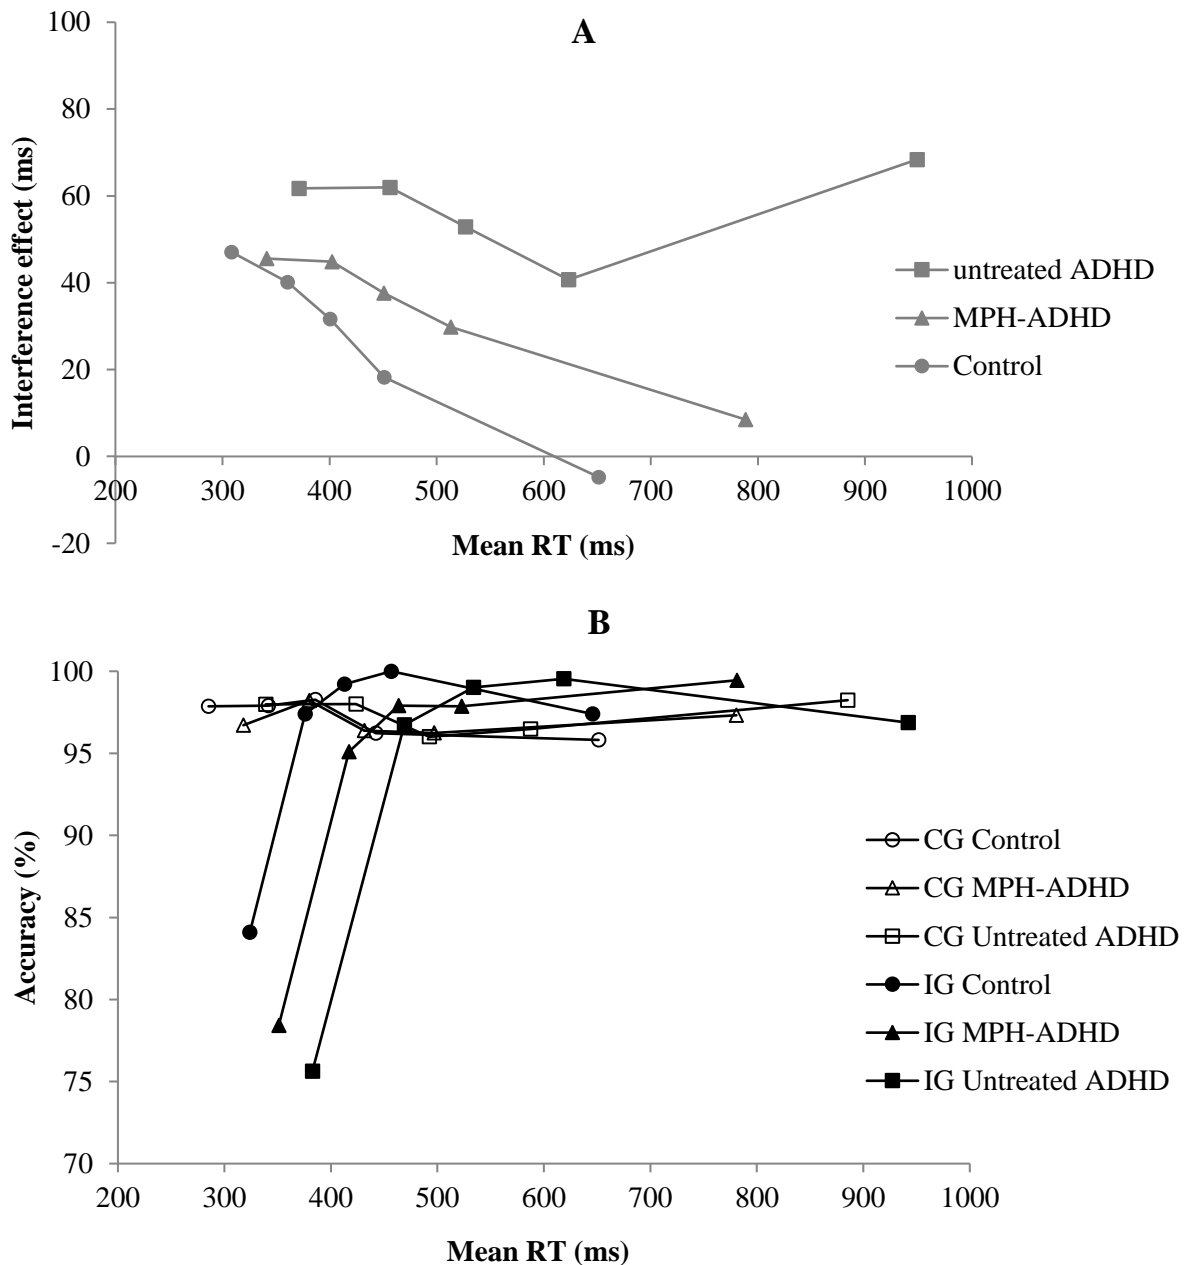 A
100
80
60
40
20
0
-20
Interference effect (ms)
200 300 400 500 600 700 800 900 1000
Mean RT (ms)
untreated ADHD
MPH-ADHD
Control
B
100
95
90
85
80
75
70
Accuracy (%)
200 300 400 500 600 700 800 900 1000
Mean RT (ms)
CG Control
CG MPH-ADHD
CG Untreated ADHD
IG Control
IG MPH-ADHD
IG Untreated ADHD